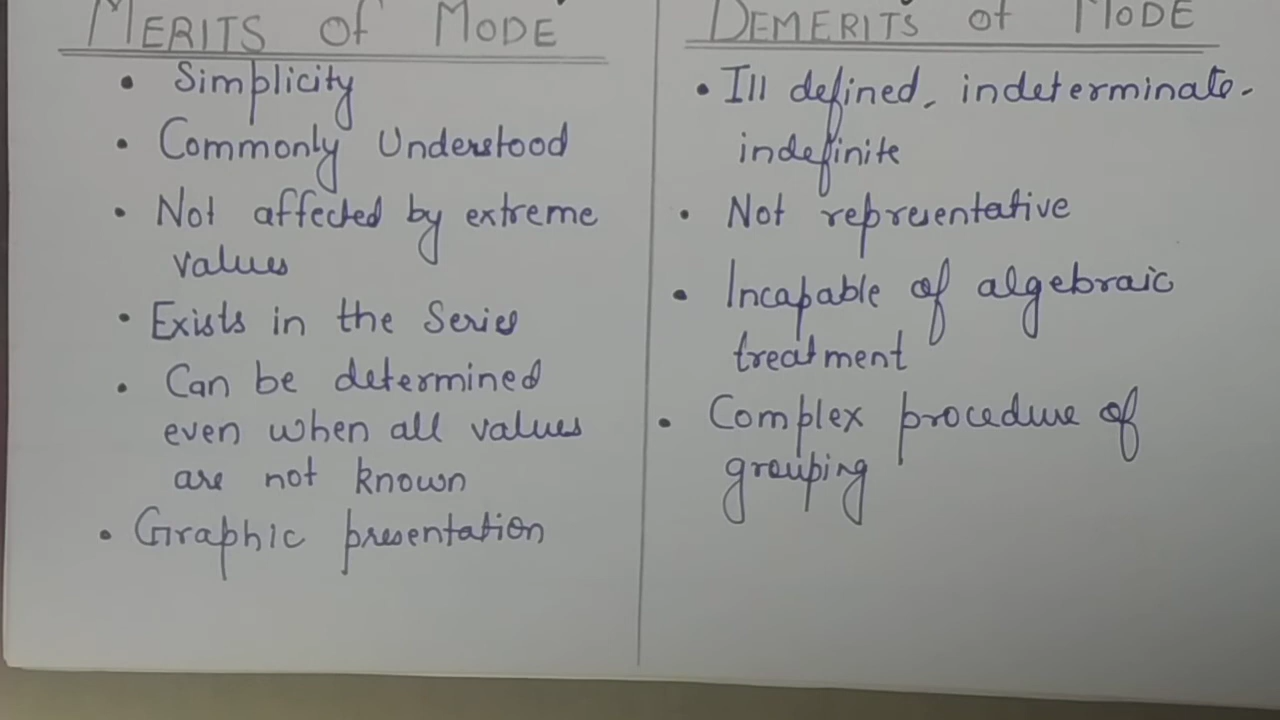 MERITS of MODE
• Simplicity
• Commonly Understood
• Not affected by extreme
values
• Exists in the Series
• Can be determined
even when all values
are not known
• Graphic presentation
DEMERITS of MODE
• Ill defined, indeterminate,
indefinite
• Not representative
• Incapable of algebraic
treatment
• Complex procedure of
grouping